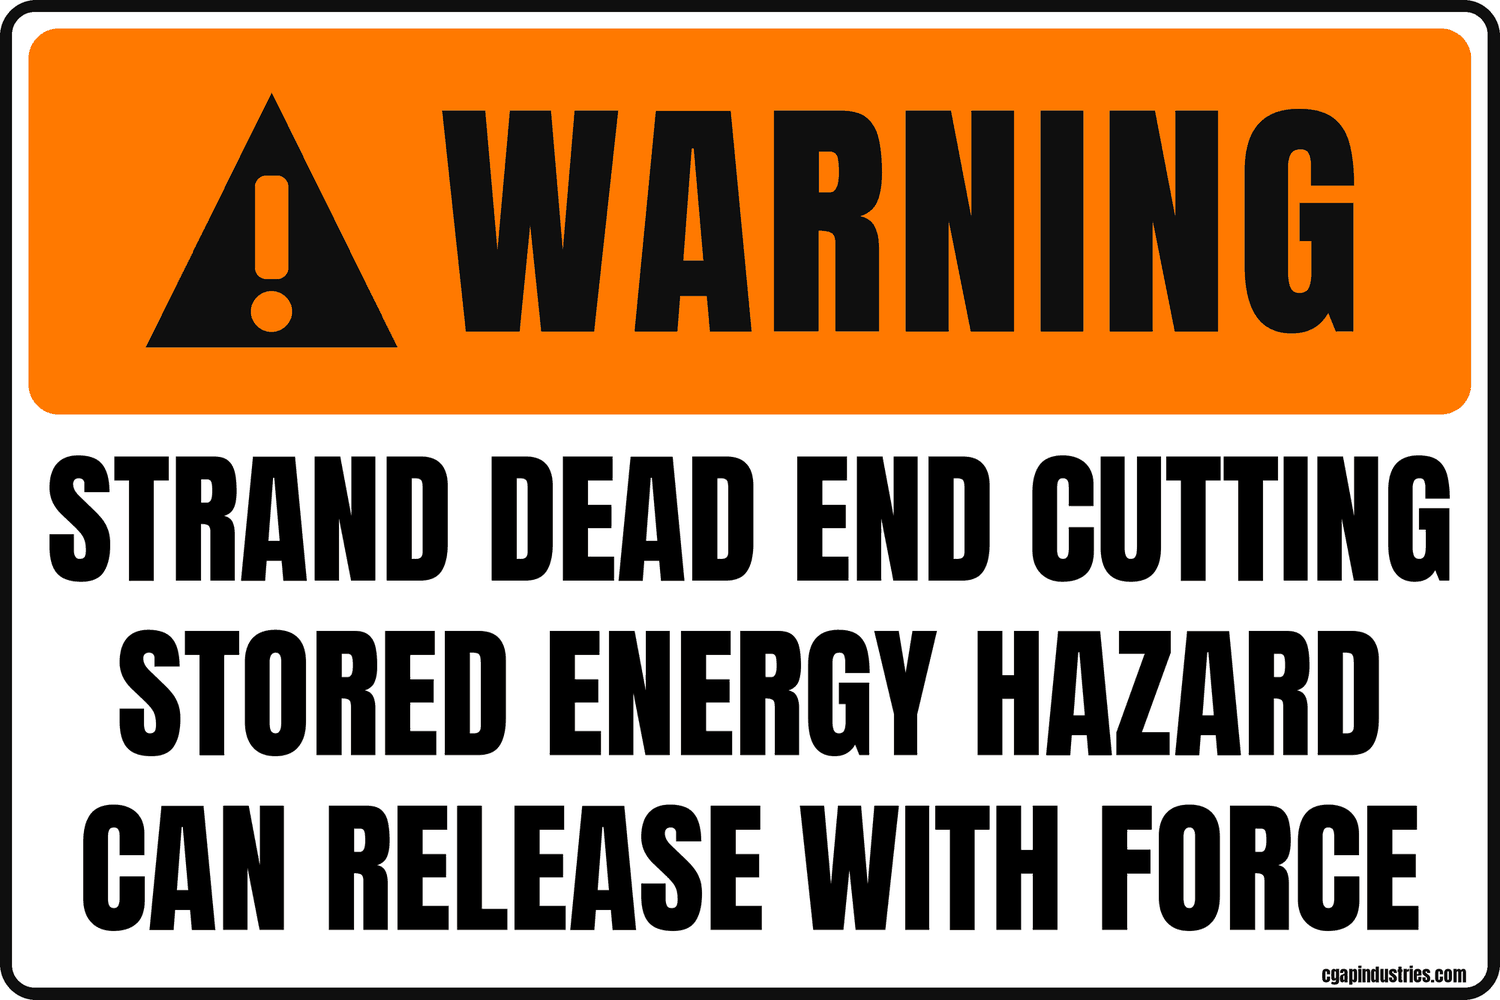 WARNING
STRAND DEAD END CUTTING
STORED ENERGY HAZARD
CAN RELEASE WITH FORCE
cgapindustries.com